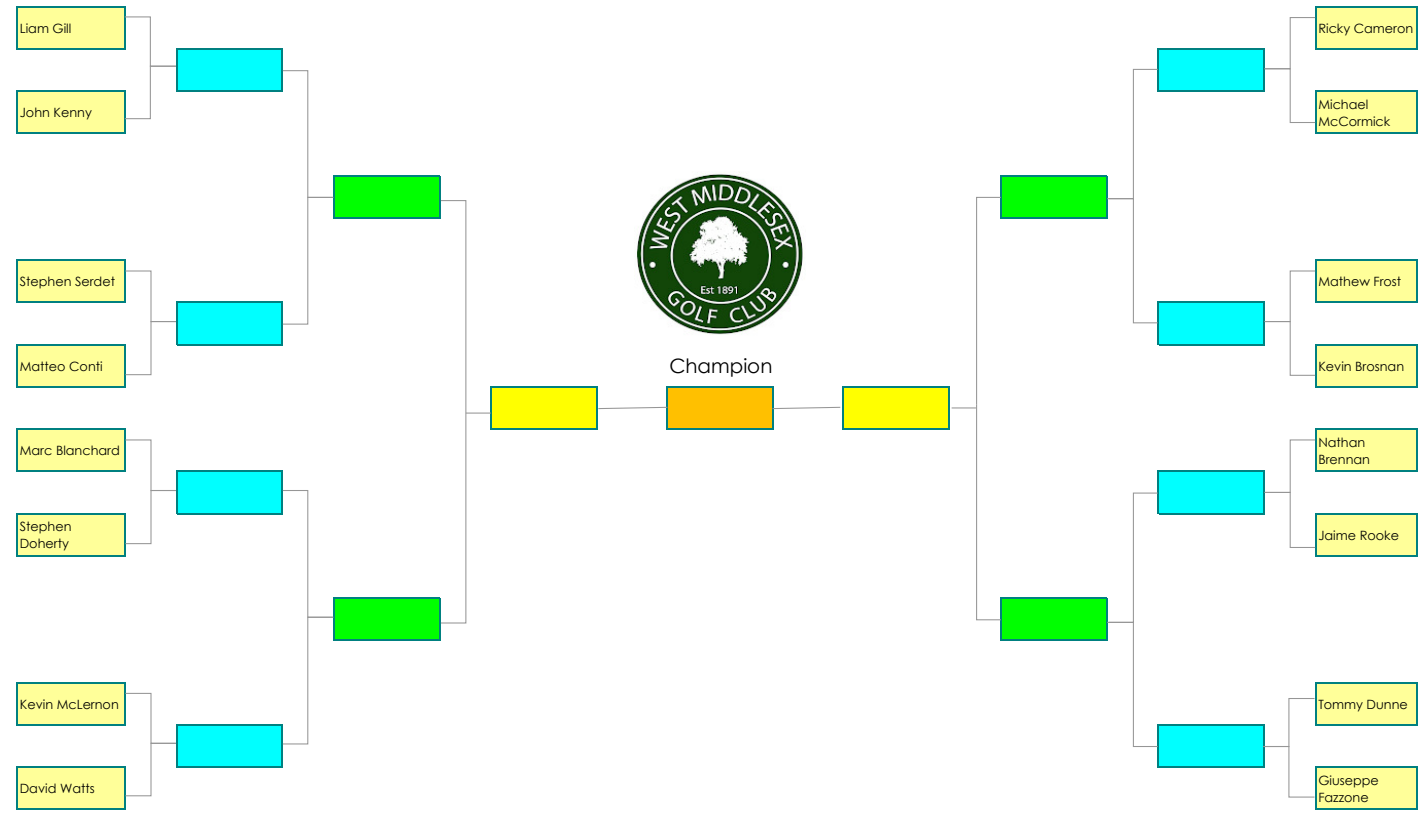 Liam Gill
John Kenny
Stephen Serdet
Matteo Conti
Marc Blanchard
Stephen
Doherty
Kevin McLernon
David Watts
WEST MIDDLESEX
Est 1891
GOLF CLUB
Champion
Ricky Cameron
Michael
McCormick
Mathew Frost
Kevin Brosnan
Nathan
Brennan
Jaime Rooke
Tommy Dunne
Giuseppe
Fazzone